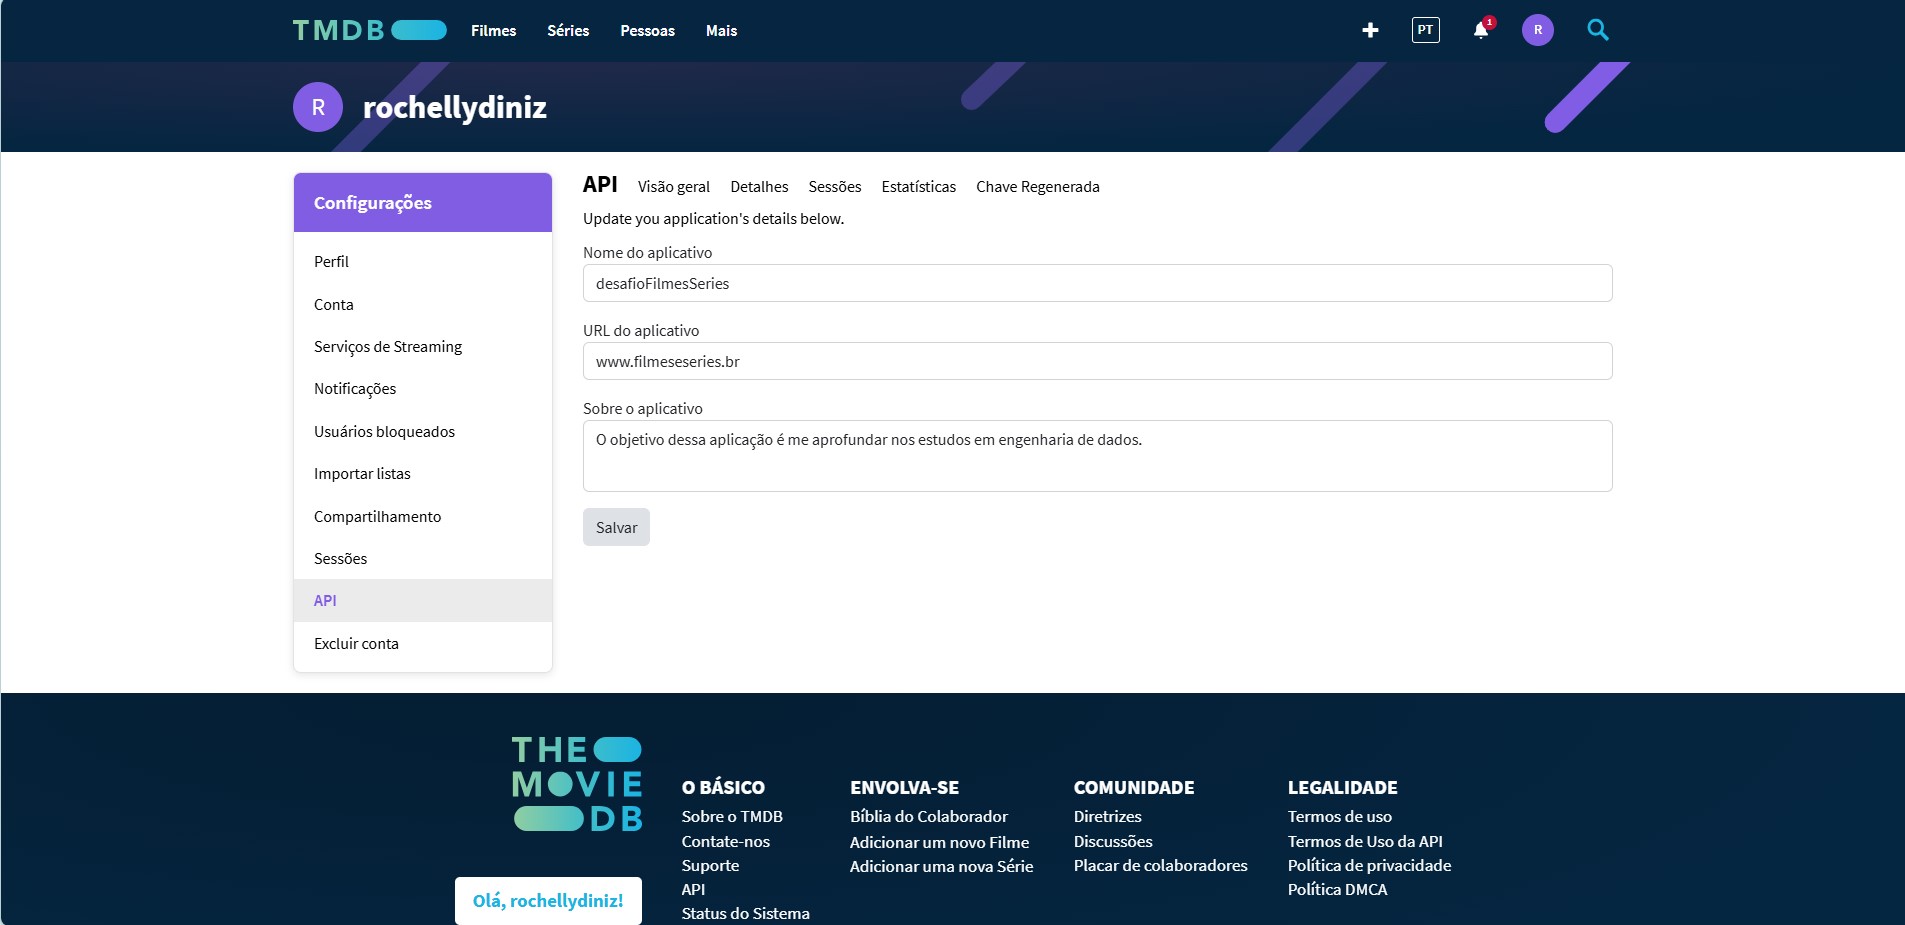 TMDB
Filmes Séries Pessoas Mais
PT
1
R
R
rochellydiniz
Configurações
Perfil
Conta
Serviços de Streaming
Notificações
Usuários bloqueados
Importar listas
Compartilhamento
Sessões
API
Excluir conta
API Visão geral Detalhes Sessões Estatísticas Chave Regenerada
Update you application's details below.
Nome do aplicativo
desafioFilmesSeries
URL do aplicativo
www.filmeseseries.br
Sobre o aplicativo
O objetivo dessa aplicação é me aprofundar nos estudos em engenharia de dados.
Salvar
THE
MOVIE
DB
Olá, rochellydiniz!
O BÁSICO
Sobre o TMDB
Contate-nos
Suporte
API
Status do Sistema
ENVOLVA-SE
Bíblia do Colaborador
Adicionar um novo Filme
Adicionar uma nova Série
COMUNIDADE
Diretrizes
Discussões
Placar de colaboradores
LEGALIDADE
Termos de uso
Termos de Uso da API
Política de privacidade
Política DMCA